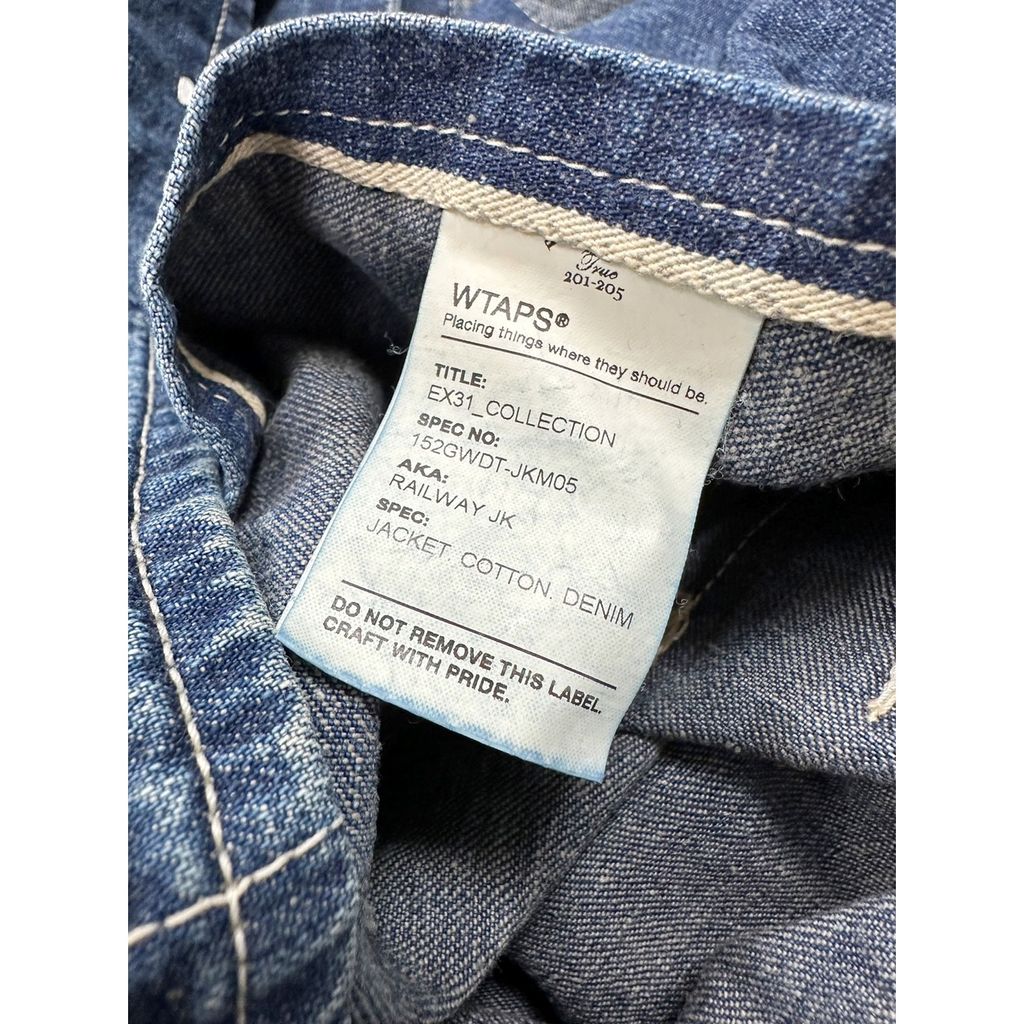 True
201-205
WTAPS®
Placing things where they should be.
TITLE:
EX31_COLLECTION
SPEC NO:
152GWDT-JKM05
AKA:
RAILWAY JK
SPEC:
JACKET. COTTON. DENIM
DO NOT REMOVE THIS LABEL.
CRAFT WITH PRIDE.